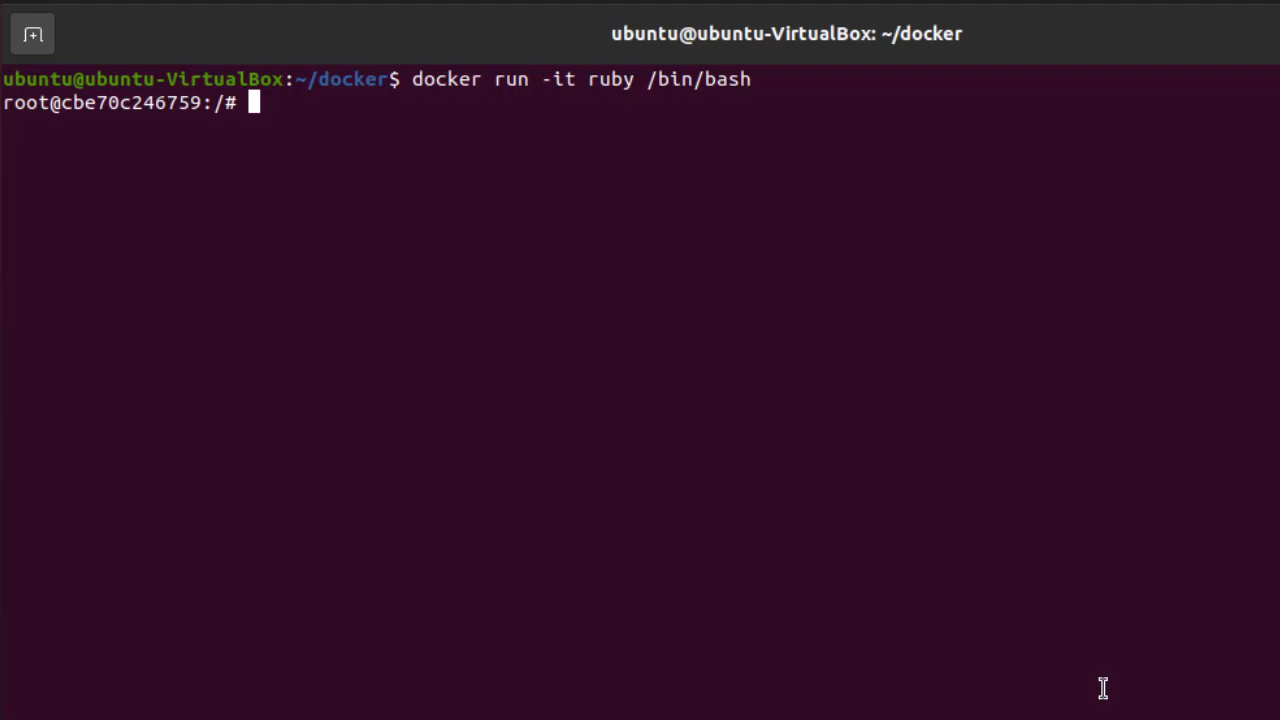 ubuntu@ubuntu-VirtualBox: ~/docker
ubuntu@ubuntu-VirtualBox:~/docker$ docker run -it ruby /bin/bash
root@cbe70c246759:/#